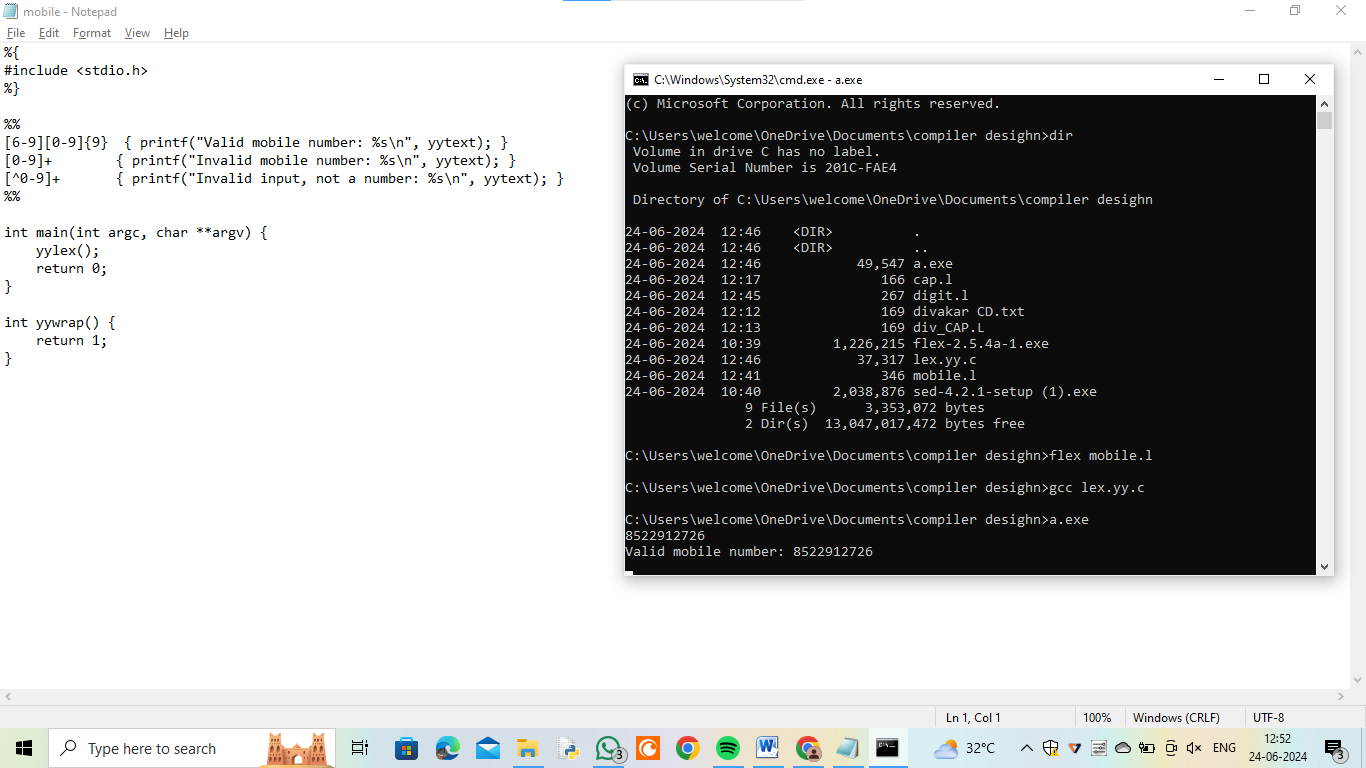 mobile - Notepad
File Edit Format View Help
%{
#include <stdio.h>
%}
%%
[6-9][0-9]{9}  { printf("Valid mobile number: %s\n", yytext); }
[0-9]+        { printf("Invalid mobile number: %s\n", yytext); }
[^0-9]+       { printf("Invalid input, not a number: %s\n", yytext); }
%%
int main(int argc, char **argv) {
    yylex();
    return 0;
}
int yywrap() {
    return 1;
}
C:\Windows\System32\cmd.exe - a.exe
(c) Microsoft Corporation. All rights reserved.
C:\Users\welcome\OneDrive\Documents\compiler desighn>dir
 Volume in drive C has no label.
 Volume Serial Number is 201C-FAE4
 Directory of C:\Users\welcome\OneDrive\Documents\compiler desighn
24-06-2024  12:46    <DIR>          .
24-06-2024  12:46    <DIR>          ..
24-06-2024  12:46            49,547 a.exe
24-06-2024  12:17               166 cap.l
24-06-2024  12:45               267 digit.l
24-06-2024  12:12               169 divakar CD.txt
24-06-2024  12:13               169 div_CAP.L
24-06-2024  10:39         1,226,215 flex-2.5.4a-1.exe
24-06-2024  12:46            37,317 lex.yy.c
24-06-2024  12:41               346 mobile.l
24-06-2024  10:40         2,038,876 sed-4.2.1-setup (1).exe
               9 File(s)      3,353,072 bytes
               2 Dir(s)  13,047,017,472 bytes free
C:\Users\welcome\OneDrive\Documents\compiler desighn>flex mobile.l
C:\Users\welcome\OneDrive\Documents\compiler desighn>gcc lex.yy.c
C:\Users\welcome\OneDrive\Documents\compiler desighn>a.exe
8522912726
Valid mobile number: 8522912726
Ln 1, Col 1 100% Windows (CRLF) UTF-8
Type here to search
3
32°C
ENG
12:52
24-06-2024
3